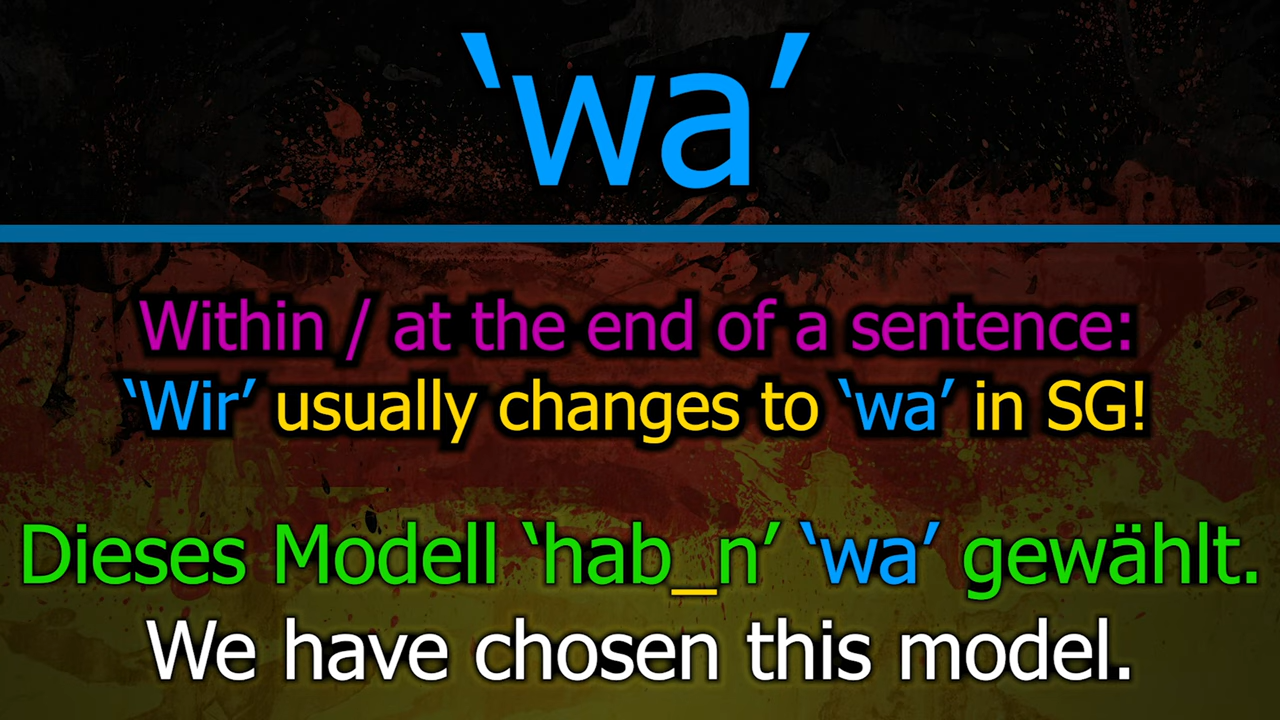 ‘wa’
Within / at the end of a sentence:
‘Wir’ usually changes to ‘wa’ in SG!
Dieses Modell ‘hab_n’ ‘wa’ gewählt.
We have chosen this model.